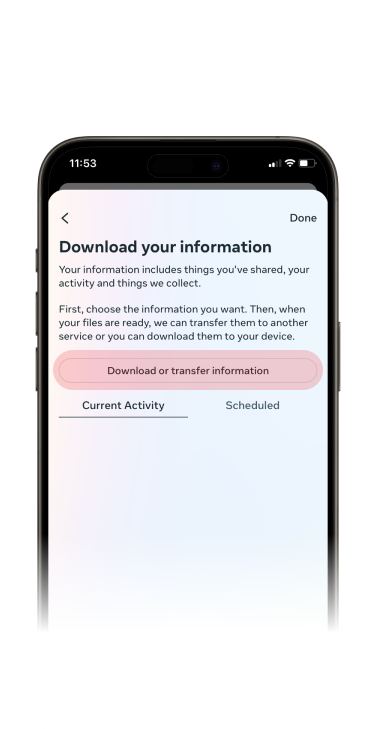 11:53
Done
Download your information
Your information includes things you've shared, your
activity and things we collect.
First, choose the information you want. Then, when
your files are ready, we can transfer them to another
service or you can download them to your device.
Download or transfer information
Current Activity
Scheduled